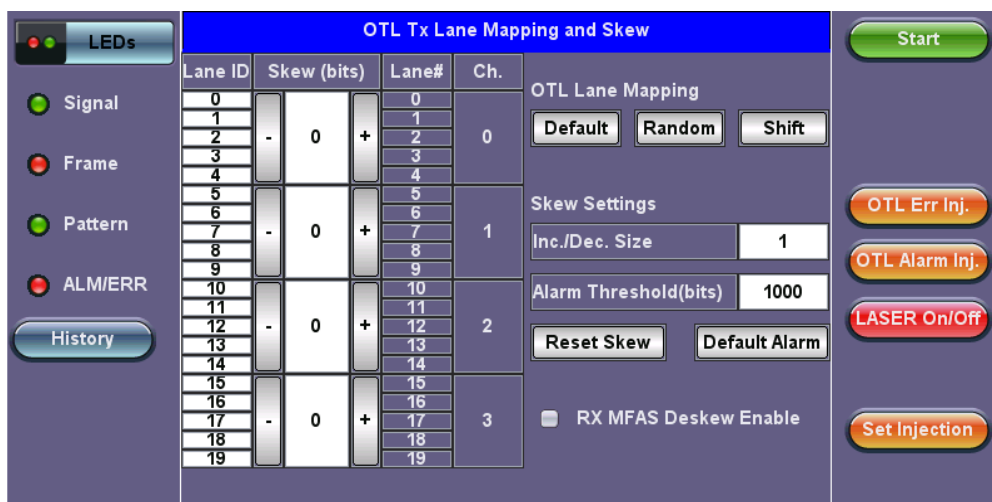 LEDs
Signal
Frame
Pattern
ALM/ERR
History
OTL Tx Lane Mapping and Skew
Lane ID Skew (bits) Lane# Ch.
0 0
1 1
2 - 0 + 2 0
3 3
4 4
5 5
6 6
7 - 0 + 7 1
8 8
9 9
10 10
11 11
12 - 0 + 12 2
13 13
14 14
15 15
16 16
17 - 0 + 17 3
18 18
19 19
OTL Lane Mapping
Default Random Shift
Skew Settings
Inc./Dec. Size 1
Alarm Threshold(bits) 1000
Reset Skew Default Alarm
RX MFAS Deskew Enable
Start
OTL Err Inj.
OTL Alarm Inj.
LASER On/Off
Set Injection